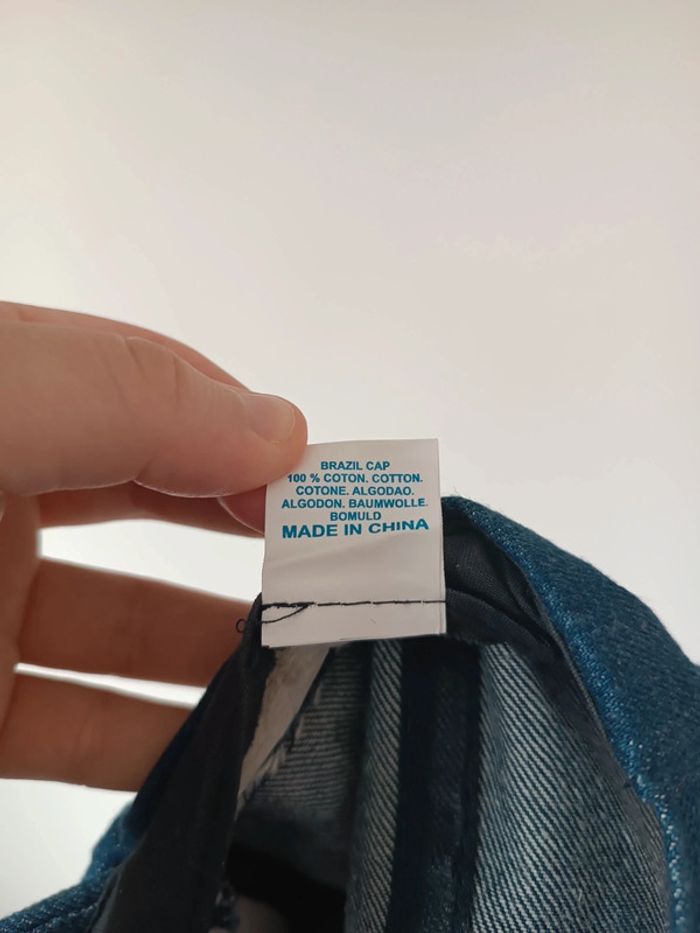 BRAZIL CAP
100 % COTON. COTTON.
COTONE. ALGODAO.
ALGODON. BAUMWOLLE.
BOMULD
MADE IN CHINA